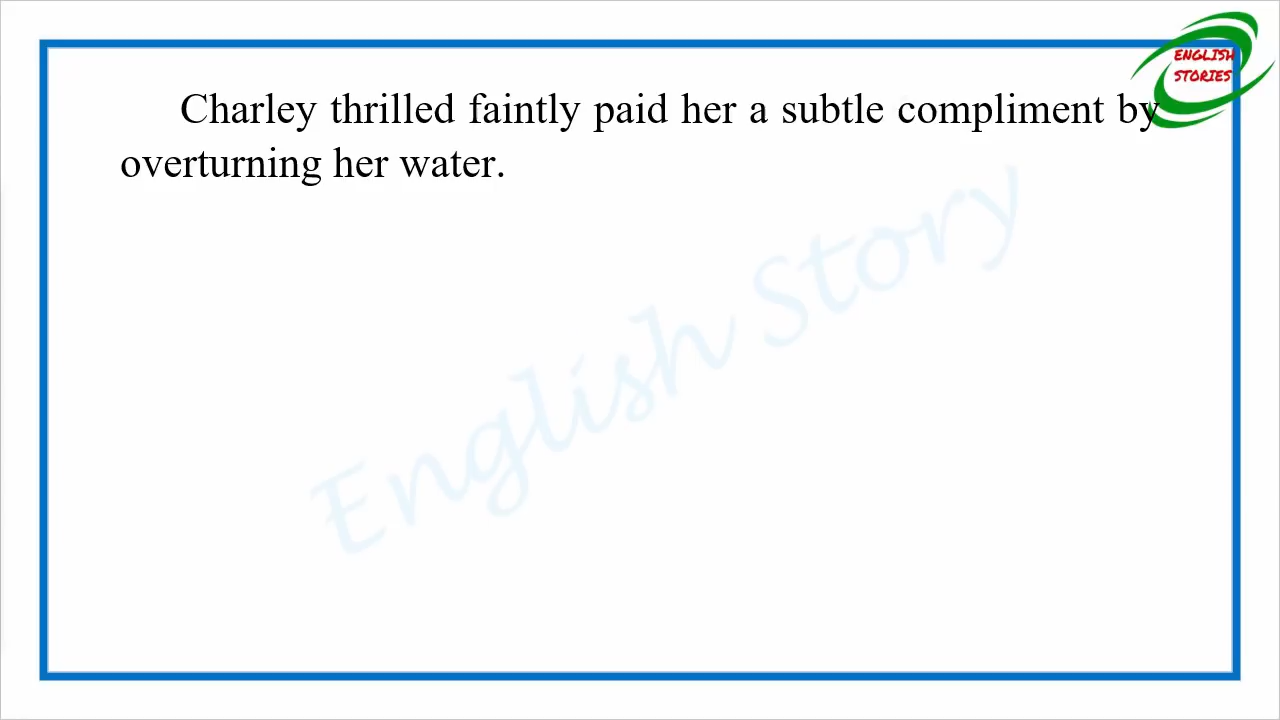 ENGLISH
STORIES
Charley thrilled faintly paid her a subtle compliment by
overturning her water.
English Story